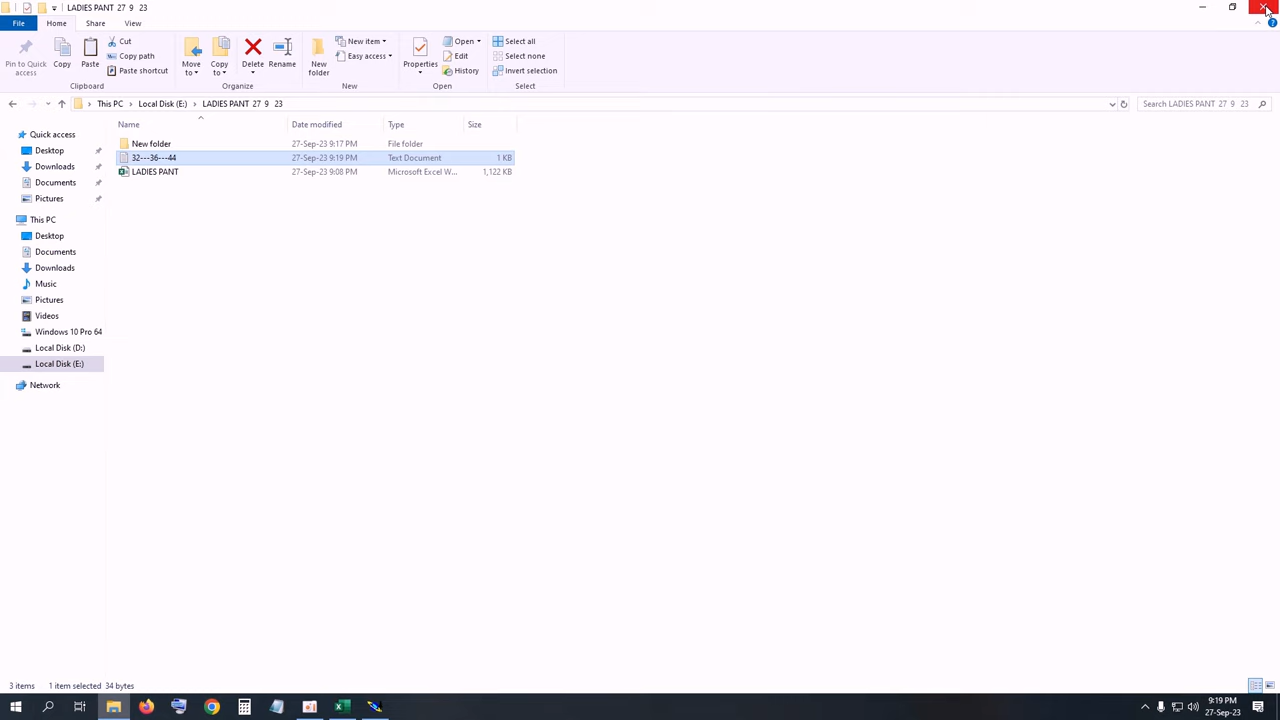 LADIES PANT 27 9 23
File Home Share View
Pin to Quick access
Copy
Paste
Cut
Copy path
Paste shortcut
Clipboard
Move to
Copy to
Delete
Rename
Organize
New folder
New item
Easy access
New
Properties
Open
Edit
History
Open
Select all
Select none
Invert selection
Select
This PC > Local Disk (E:) > LADIES PANT 27 9 23
Search LADIES PANT 27 9 23
Name Date modified Type Size
New folder 27-Sep-23 9:17 PM File folder
32---36---44 27-Sep-23 9:19 PM Text Document 1 KB
LADIES PANT 27-Sep-23 9:08 PM Microsoft Excel W... 1,122 KB
Quick access
Desktop
Downloads
Documents
Pictures
This PC
Desktop
Documents
Downloads
Music
Pictures
Videos
Windows 10 Pro 64
Local Disk (D:)
Local Disk (E:)
Network
3 items 1 item selected 34 bytes
9:19 PM
27-Sep-23